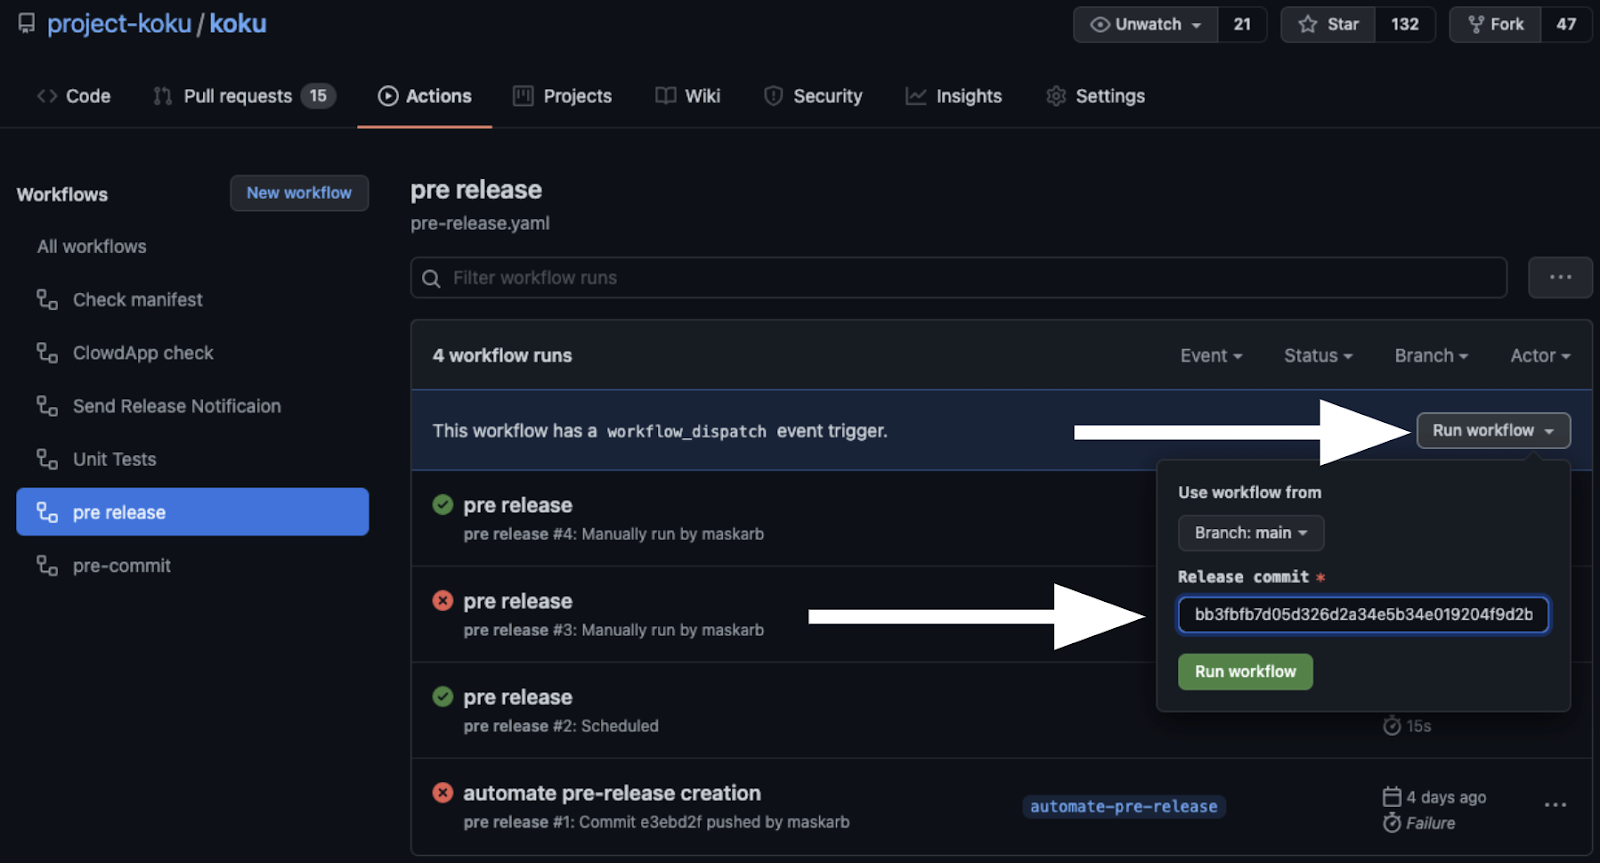 project-koku / koku
Unwatch 21 Star 132 Fork 47
Code Pull requests 15 Actions Projects Wiki Security Insights Settings
Workflows New workflow
All workflows
Check manifest
ClowdApp check
Send Release Notificaion
Unit Tests
pre release
pre-commit
pre release
pre-release.yaml
Filter workflow runs
4 workflow runs Event Status Branch Actor
This workflow has a workflow_dispatch event trigger. Run workflow
Use workflow from
Branch: main
Release commit *
bb3fbfb7d05d326d2a34e5b34e019204f9d2b
Run workflow
pre release
pre release #4: Manually run by maskarb
pre release
pre release #3: Manually run by maskarb
pre release
pre release #2: Scheduled 15s
automate pre-release creation automate-pre-release 4 days ago
pre release #1: Commit e3ebd2f pushed by maskarb Failure